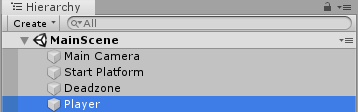 Hierarchy
Create All
MainScene
Main Camera
Start Platform
Deadzone
Player